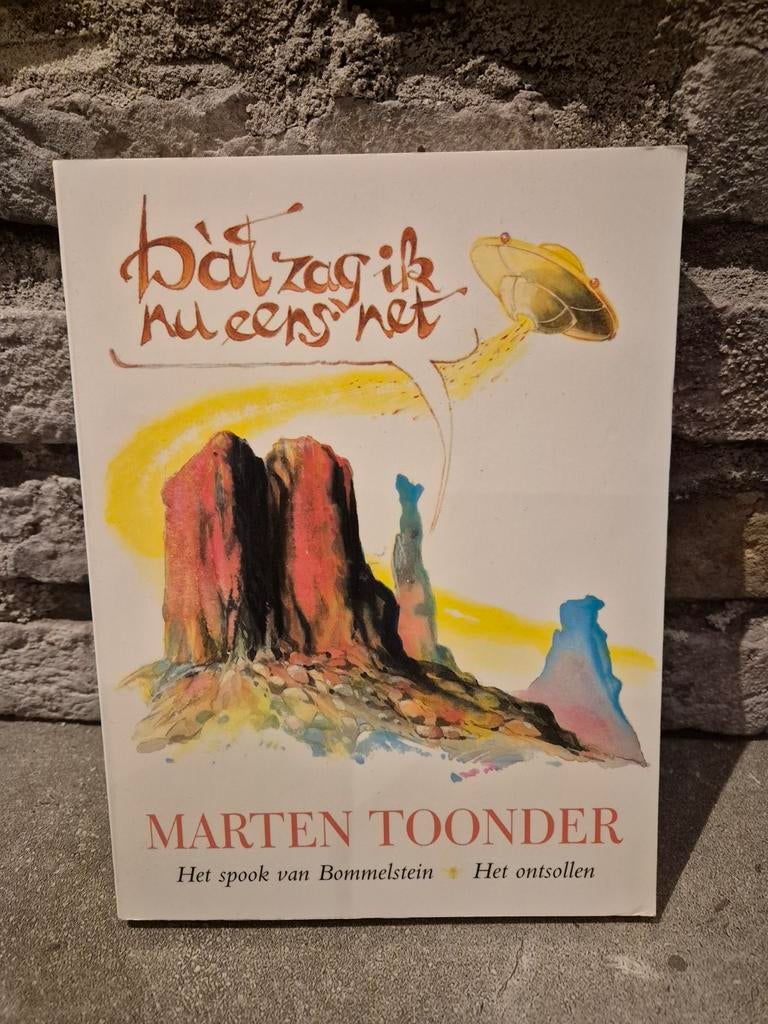 Dàt zag ik
nu eens net
MARTEN TOONDER
Het spook van Bommelstein Het ontsollen